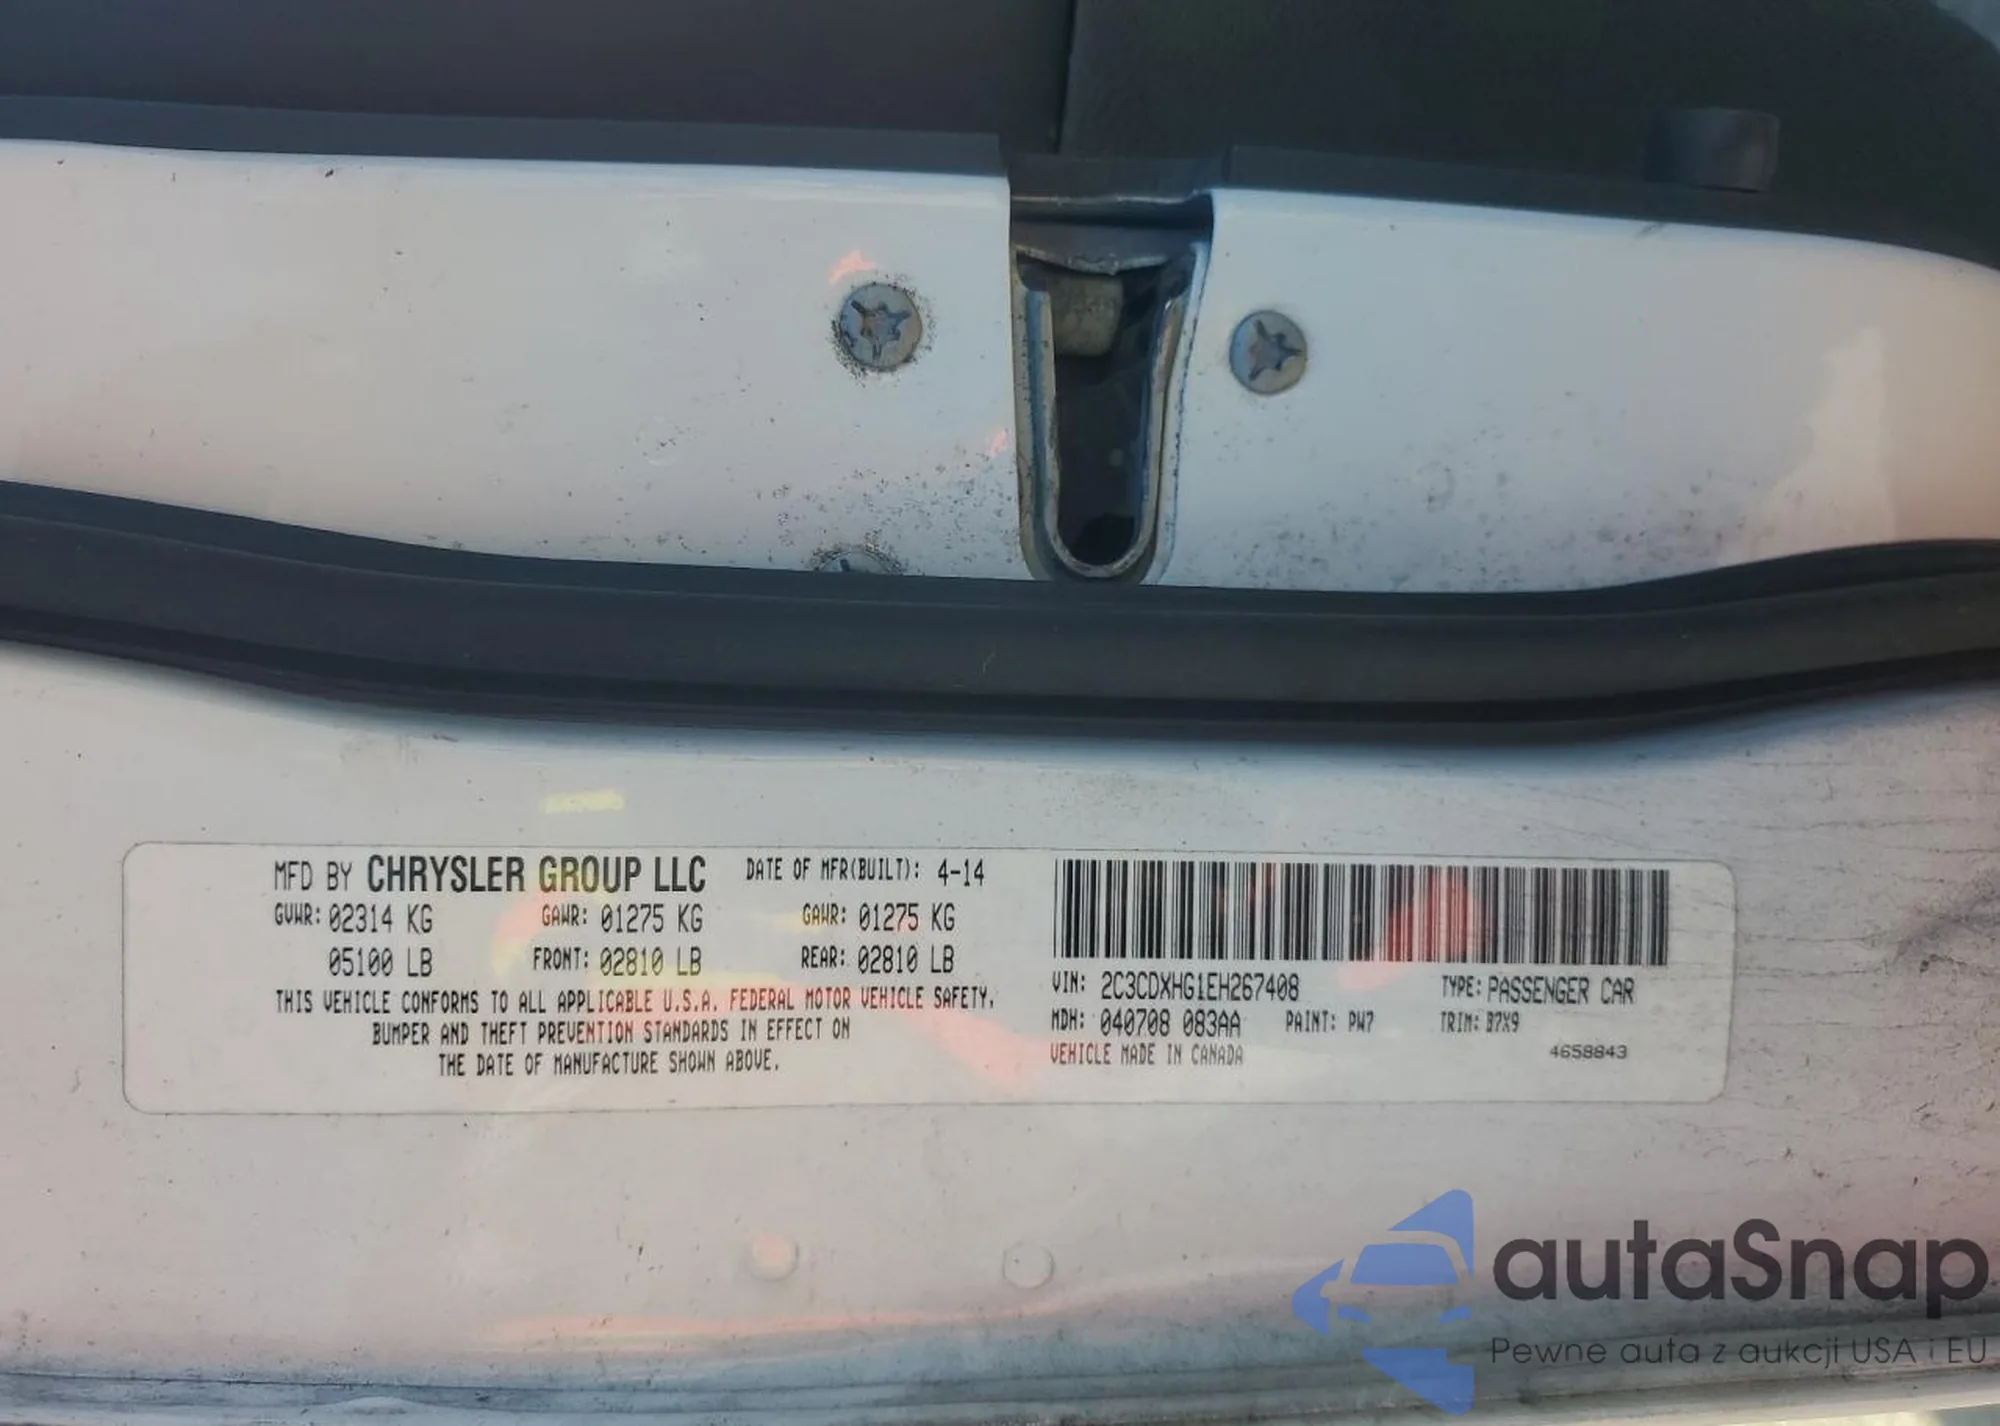 MFD BY CHRYSLER GROUP LLC DATE OF MFR(BUILT): 4-14
GVWR: 02314 KG GAWR: 01275 KG GAWR: 01275 KG
05100 LB FRONT: 02810 LB REAR: 02810 LB
THIS VEHICLE CONFORMS TO ALL APPLICABLE U.S.A. FEDERAL MOTOR VEHICLE SAFETY,
BUMPER AND THEFT PREVENTION STANDARDS IN EFFECT ON
THE DATE OF MANUFACTURE SHOWN ABOVE.
VIN: 2C3CDXHG1EH267408 TYPE: PASSENGER CAR
MDH: 040708 083AA PAINT: PW7 TRIM: B7X9
VEHICLE MADE IN CANADA 4658843
autaSnap
Pewne auta z aukcji USA i EU